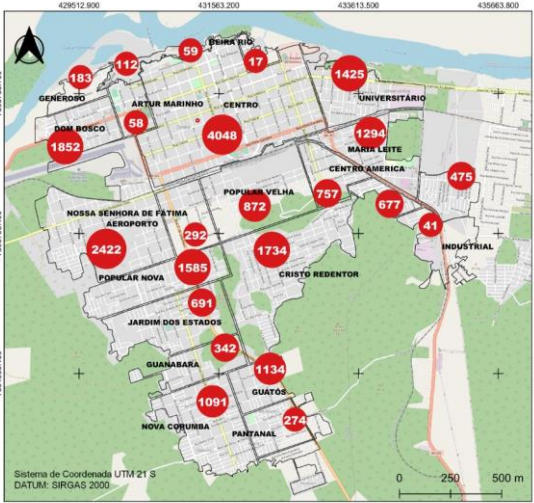 429512.900 431563.200 433613.500 435663.800
59
BEIRA RIO
112
17
183
1425
GENEROSO
ARTUR MARINHO
CENTRO
UNIVERSITÁRIO
58
DOM BOSCO
4048
1294
1852
MARIA LEITE
CENTRO AMERICA
475
POPULAR VELHA
757
872
677
NOSSA SENHORA DE FÁTIMA
AEROPORTO
41
292
2422
1734
INDUSTRIAL
1585
POPULAR NOVA
CRISTO REDENTOR
691
JARDIM DOS ESTADOS
342
GUANABARA
1134
GUATÓS
1091
274
NOVA CORUMBA
PANTANAL
Sistema de Coordenada UTM 21 S
DATUM: SIRGAS 2000
0 250 500 m